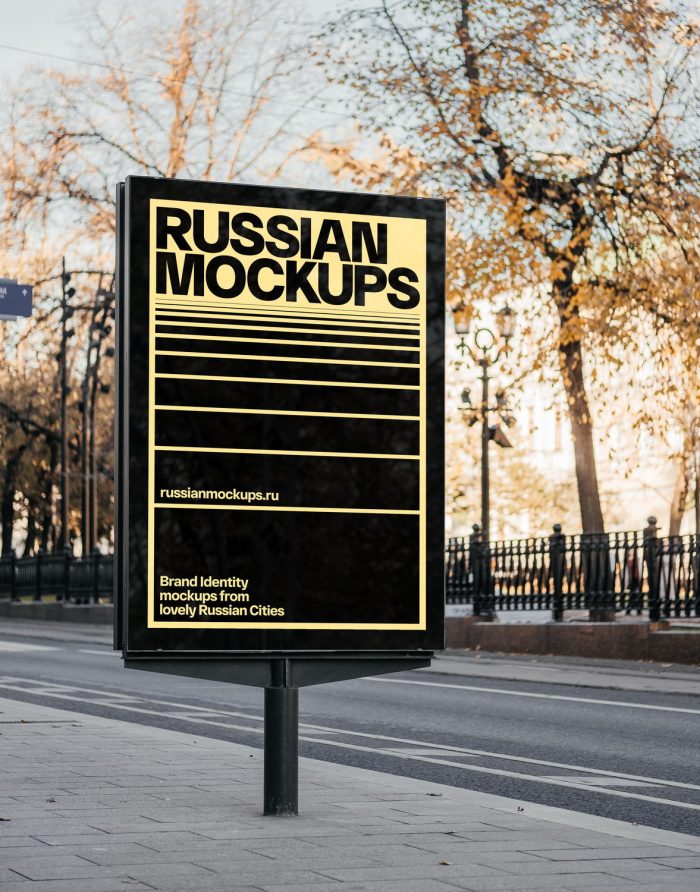 RUSSIAN
MOCKUPS
russianmockups.ru
Brand Identity
mockups from
lovely Russian Cities